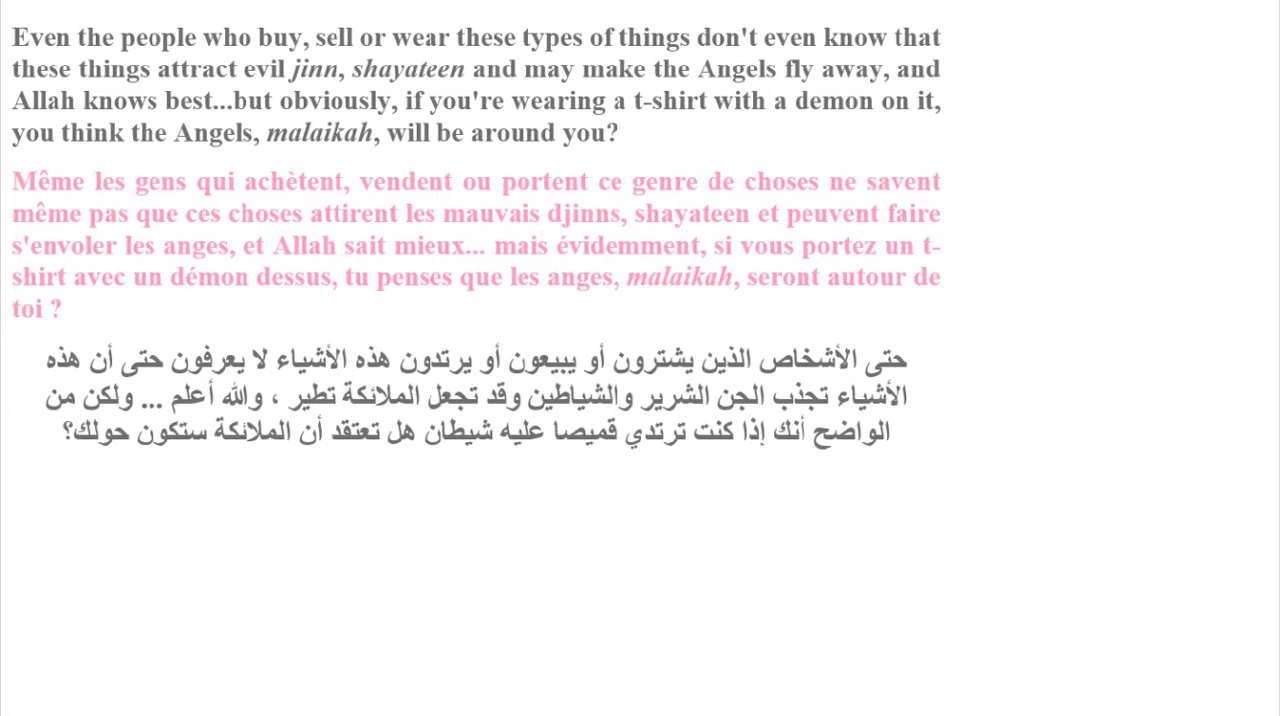 Even the people who buy, sell or wear these types of things don't even know that
these things attract evil jinn, shayateen and may make the Angels fly away, and
Allah knows best...but obviously, if you're wearing a t-shirt with a demon on it,
you think the Angels, malaikah, will be around you?
Même les gens qui achètent, vendent ou portent ce genre de choses ne savent
même pas que ces choses attirent les mauvais djinns, shayateen et peuvent faire
s'envoler les anges, et Allah sait mieux... mais évidemment, si vous portez un t-
shirt avec un démon dessus, tu penses que les anges, malaikah, seront autour de
toi ?
حتى الأشخاص الذين يشترون أو يبيعون أو يرتدون هذه الأشياء لا يعرفون حتى أن هذه
الأشياء تجذب الجن الشرير والشياطين وقد تجعل الملائكة تطير ، والله أعلم ... ولكن من
الواضح أنك إذا كنت ترتدي قميصا عليه شيطان هل تعتقد أن الملائكة ستكون حولك؟